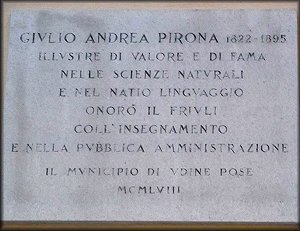 GIVLIO ANDREA PIRONA 1822-1895
ILLVSTRE DI VALORE E DI FAMA
NELLE SCIENZE NATVRALI
E NEL NATIO LINGVAGGIO
ONORÓ IL FRIVLI
COLL'INSEGNAMENTO
E NELLA PVBBLICA AMMINISTRAZIONE
IL MVNICIPIO DI VDINE POSE
MCMLVIII